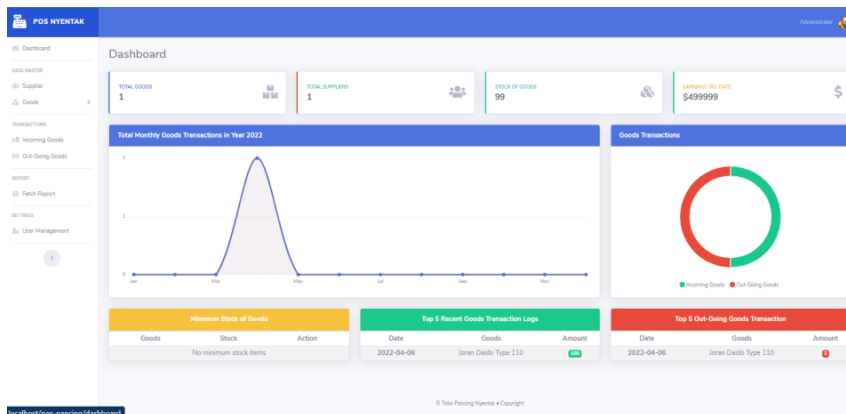 POS NYENTAK
Administrator
Dashboard
Dashboard
DATA MASTER
Supplier
Goods
TRANSACTIONS
Incoming Goods
Out-Going Goods
REPORT
Fetch Report
SETTINGS
User Management
TOTAL GOODS
1
TOTAL SUPPLIERS
1
STOCK OF GOODS
99
EARNINGS TILL DATE
$499999
Total Monthly Goods Transactions in Year 2022
1
0
Jan Mar May Jul Sep Nov
Goods Transactions
Incoming Goods Out-Going Goods
Minimum Stock of Goods
Goods Stock Action
No minimum stock items
Top 5 Recent Goods Transaction Logs
Date Goods Amount
2022-04-06 Joran Daido Type 110 100
Top 5 Out-Going Goods Transaction
Date Goods Amount
2022-04-06 Joran Daido Type 110 1
© Toko Pancing Nyentak • Copyright
localhost/pos-pancing/dashboard